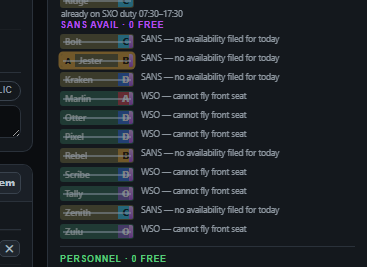 already on SXO duty 07:30–17:30
SANS AVAIL · 0 FREE
Bolt C SANS — no availability filed for today
A Jester B SANS — no availability filed for today
Kraken D SANS — no availability filed for today
Marlin A WSO — cannot fly front seat
Otter D WSO — cannot fly front seat
Pixel D WSO — cannot fly front seat
Rebel B SANS — no availability filed for today
Scribe D WSO — cannot fly front seat
Tally O WSO — cannot fly front seat
Zenith C SANS — no availability filed for today
Zulu O WSO — cannot fly front seat
PERSONNEL · 0 FREE
LIC
em
×